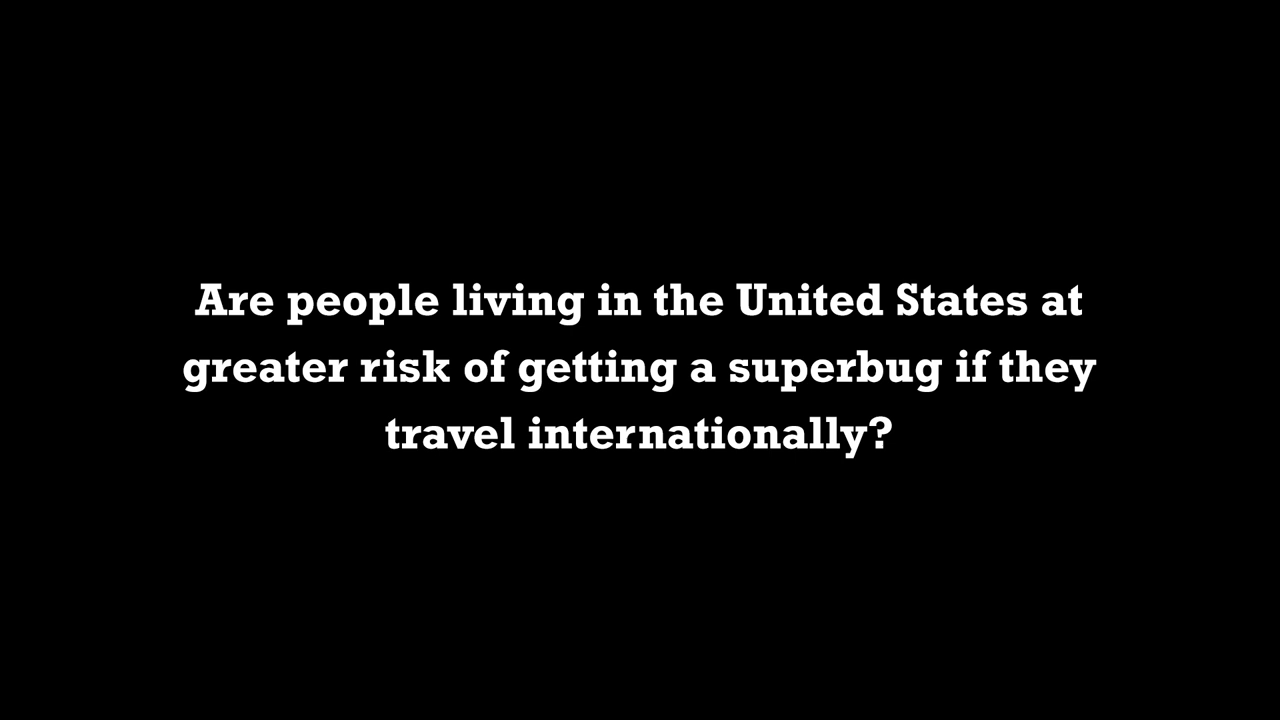 Are people living in the United States at
greater risk of getting a superbug if they
travel internationally?